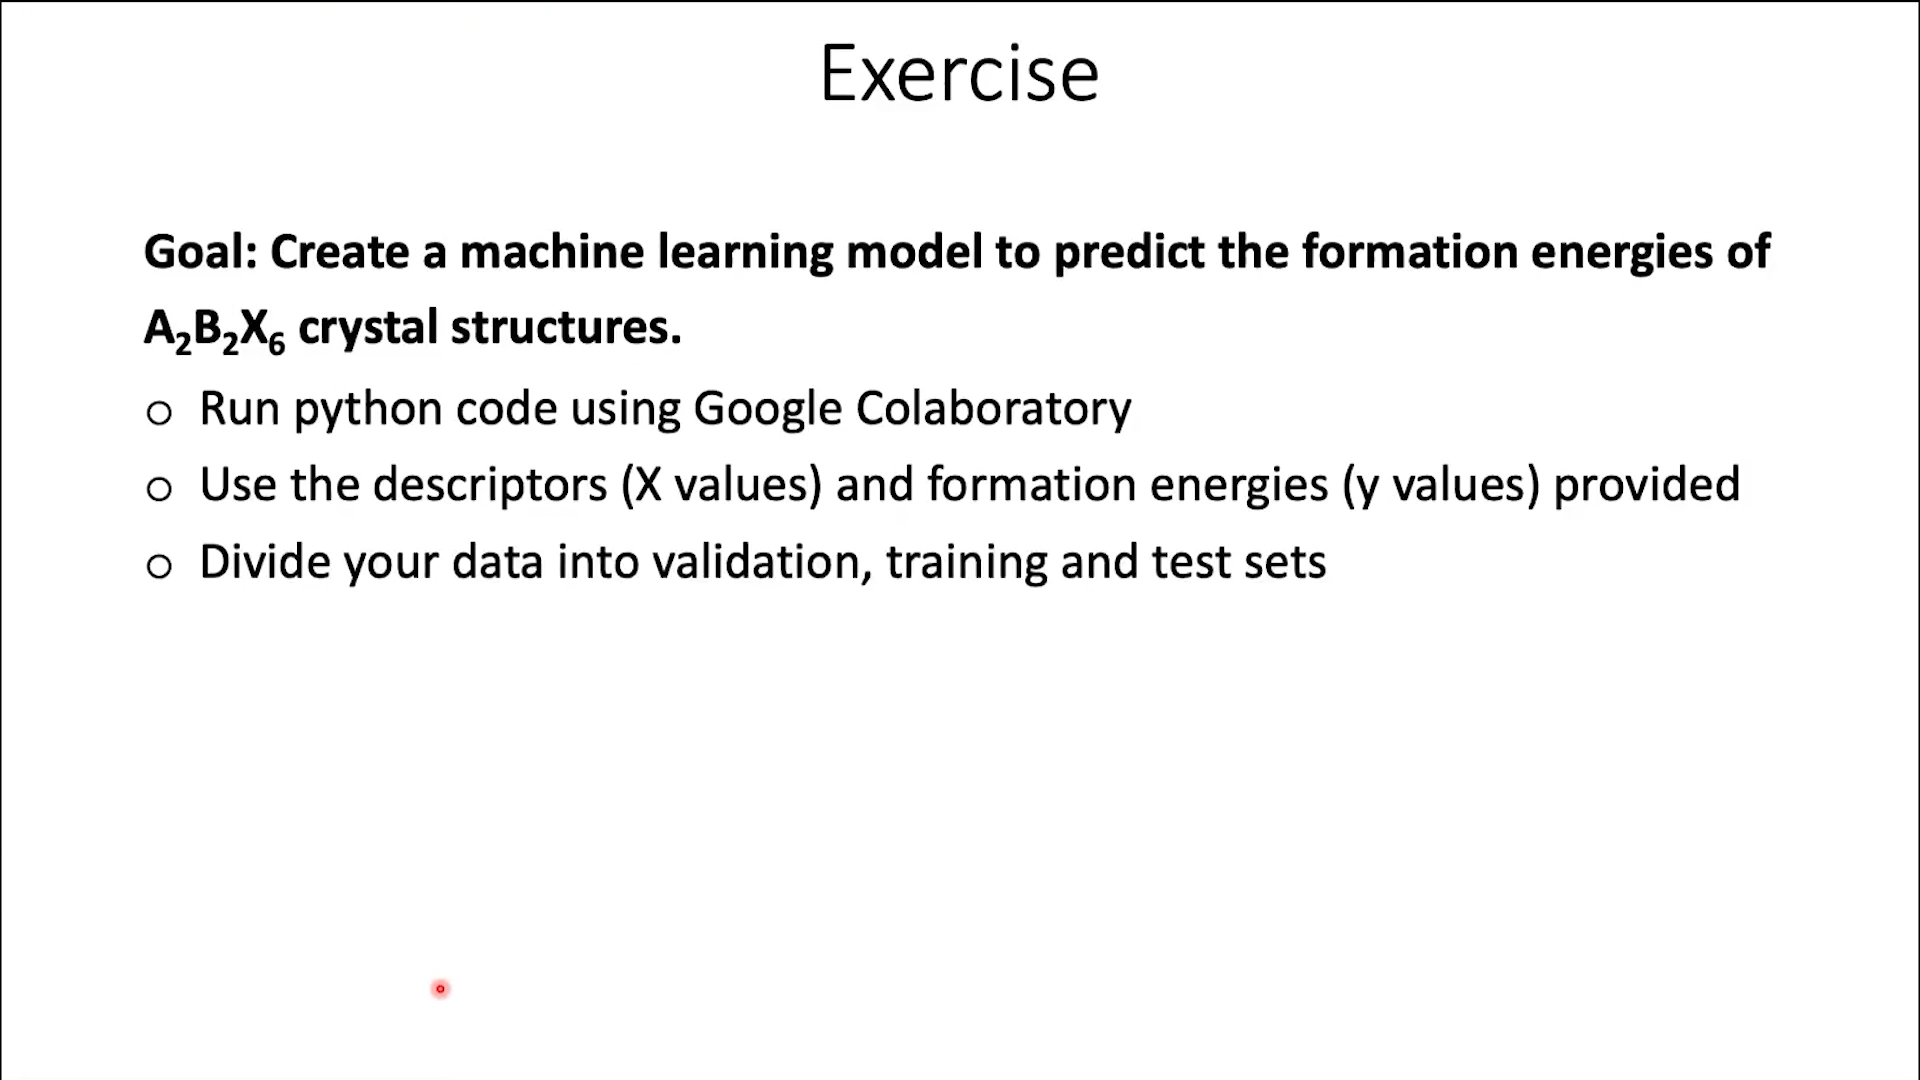 Exercise
Goal: Create a machine learning model to predict the formation energies of
A₂B₂X₆ crystal structures.
o Run python code using Google Colaboratory
o Use the descriptors (X values) and formation energies (y values) provided
o Divide your data into validation, training and test sets